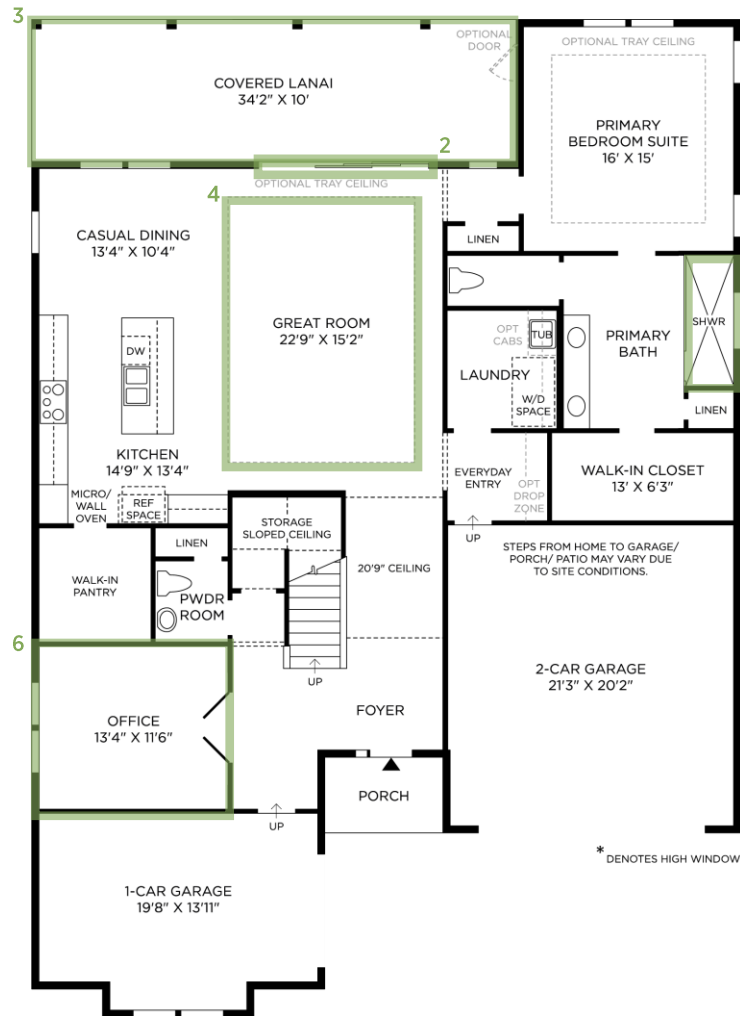 3
OPTIONAL
DOOR
OPTIONAL TRAY CEILING
COVERED LANAI
34'2" X 10'
PRIMARY
BEDROOM SUITE
16' X 15'
2
4
OPTIONAL TRAY CEILING
CASUAL DINING
13'4" X 10'4"
LINEN
GREAT ROOM
22'9" X 15'2"
OPT
CABS
TUB
SHWR
PRIMARY
BATH
DW
LAUNDRY
W/D
SPACE
LINEN
KITCHEN
14'9" X 13'4"
EVERYDAY
ENTRY
OPT
DROP
ZONE
WALK-IN CLOSET
13' X 6'3"
MICRO/
WALL
OVEN
REF
SPACE
STORAGE
SLOPED CEILING
LINEN
UP
STEPS FROM HOME TO GARAGE/
PORCH/ PATIO MAY VARY DUE
TO SITE CONDITIONS.
20'9" CEILING
WALK-IN
PANTRY
PWDR
ROOM
6
UP
2-CAR GARAGE
21'3" X 20'2"
OFFICE
13'4" X 11'6"
FOYER
PORCH
UP
* DENOTES HIGH WINDOW
1-CAR GARAGE
19'8" X 13'11"